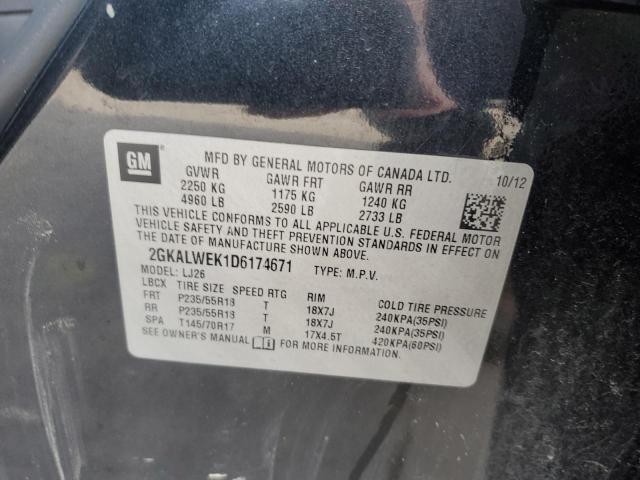 GM
MFD BY GENERAL MOTORS OF CANADA LTD. 10/12
GVWR GAWR FRT GAWR RR
2250 KG 1175 KG 1240 KG
4960 LB 2590 LB 2733 LB
THIS VEHICLE CONFORMS TO ALL APPLICABLE U.S. FEDERAL MOTOR
VEHICLE SAFETY AND THEFT PREVENTION STANDARDS IN EFFECT ON THE
DATE OF MANUFACTURE SHOWN ABOVE.
2GKALWEK1D6174671 TYPE: M.P.V.
MODEL: LJ26
LBCX TIRE SIZE SPEED RTG RIM COLD TIRE PRESSURE
FRT P235/55R18 T 18X7J 240KPA(35PSI)
RR P235/55R18 T 18X7J 240KPA(35PSI)
SPA T145/70R17 M 17X4.5T 420KPA(60PSI)
SEE OWNER'S MANUAL FOR MORE INFORMATION.